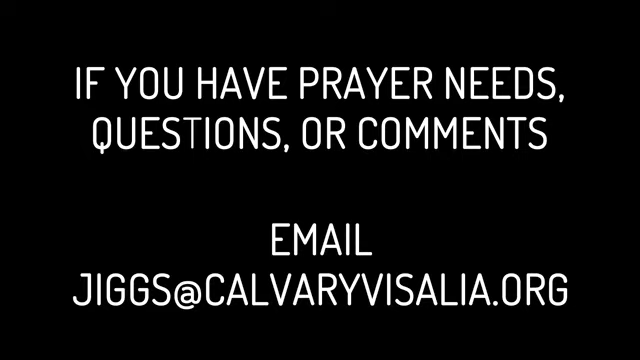 IF YOU HAVE PRAYER NEEDS,
QUESTIONS, OR COMMENTS
EMAIL
JIGGS@CALVARYVISALIA.ORG